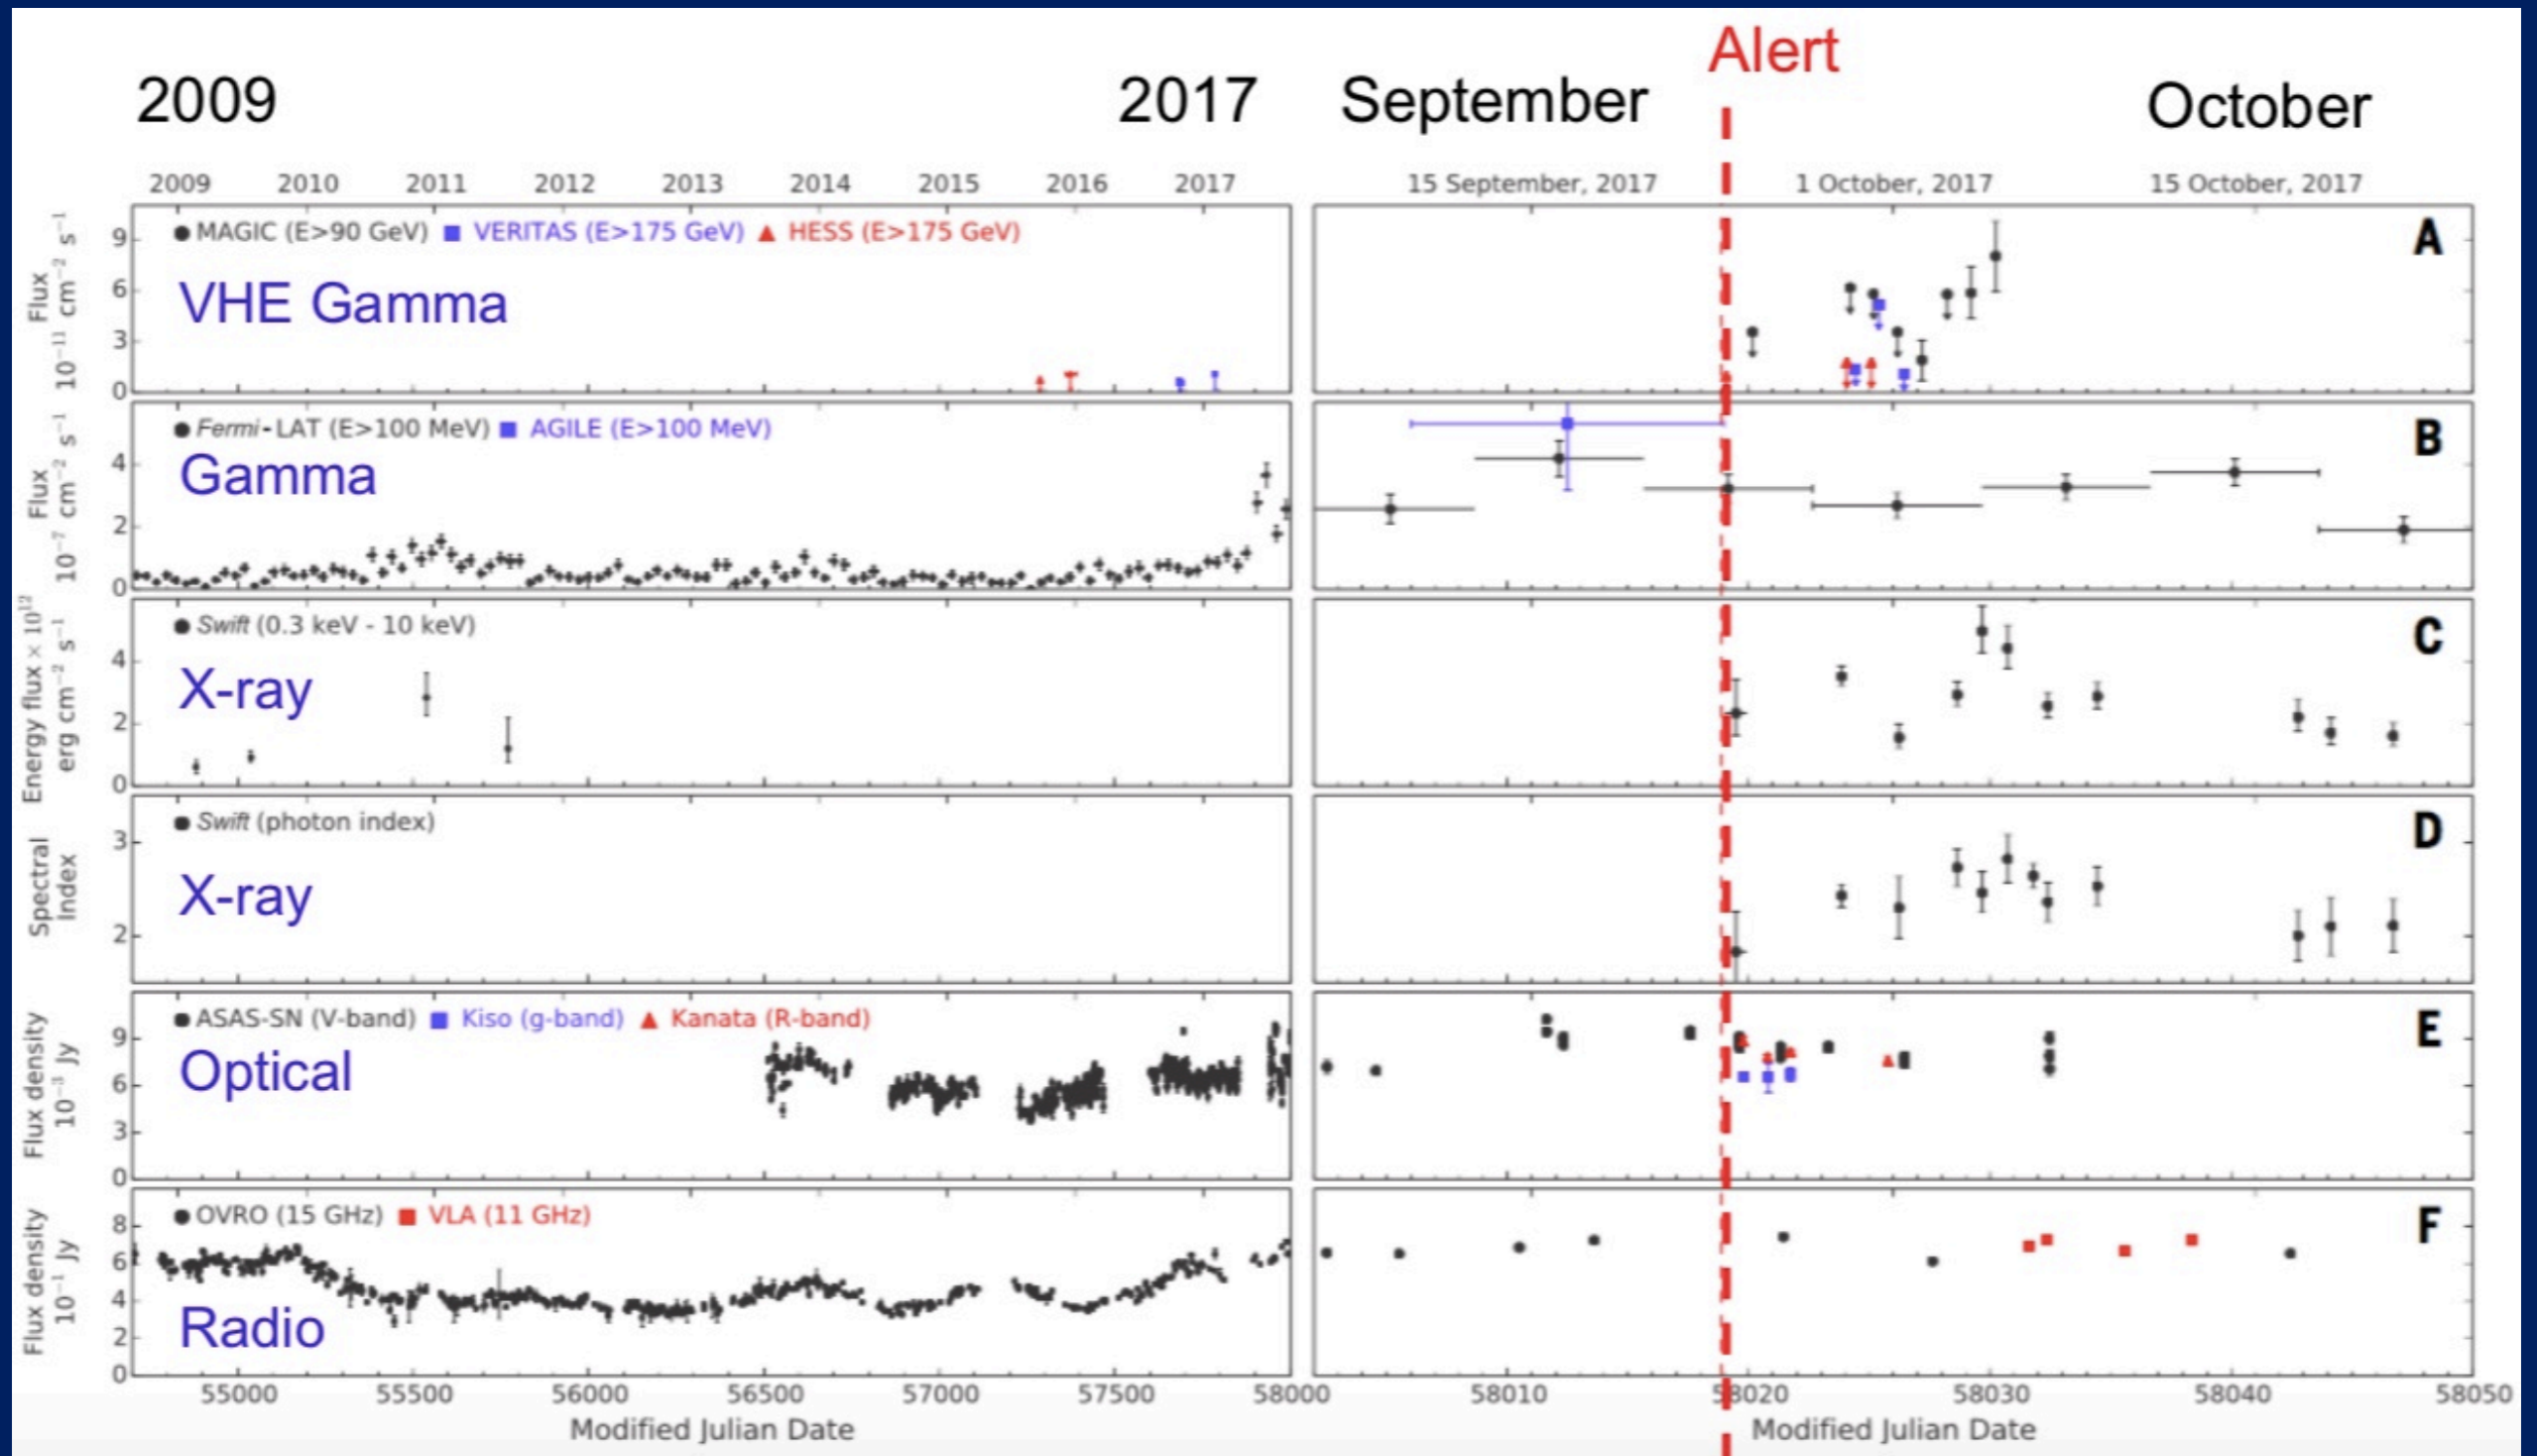 Alert
2009 2017 September October
2009 2010 2011 2012 2013 2014 2015 2016 2017 15 September, 2017 1 October, 2017 15 October, 2017
Flux
10⁻¹¹ cm⁻² s⁻¹
9
6
3
0
MAGIC (E>90 GeV) VERITAS (E>175 GeV) HESS (E>175 GeV)
VHE Gamma
A
Flux
10⁻⁷ cm⁻² s⁻¹
4
2
0
Fermi-LAT (E>100 MeV) AGILE (E>100 MeV)
Gamma
B
Energy flux × 10¹²
erg cm⁻² s⁻¹
4
2
0
Swift (0.3 keV - 10 keV)
X-ray
C
Spectral
Index
3
2
Swift (photon index)
X-ray
D
Flux density
10⁻³ Jy
9
6
3
0
ASAS-SN (V-band) Kiso (g-band) Kanata (R-band)
Optical
E
Flux density
10⁻¹ Jy
8
6
4
2
0
OVRO (15 GHz) VLA (11 GHz)
Radio
F
55000 55500 56000 56500 57000 57500 58000 58010 58020 58030 58040 58050
Modified Julian Date Modified Julian Date